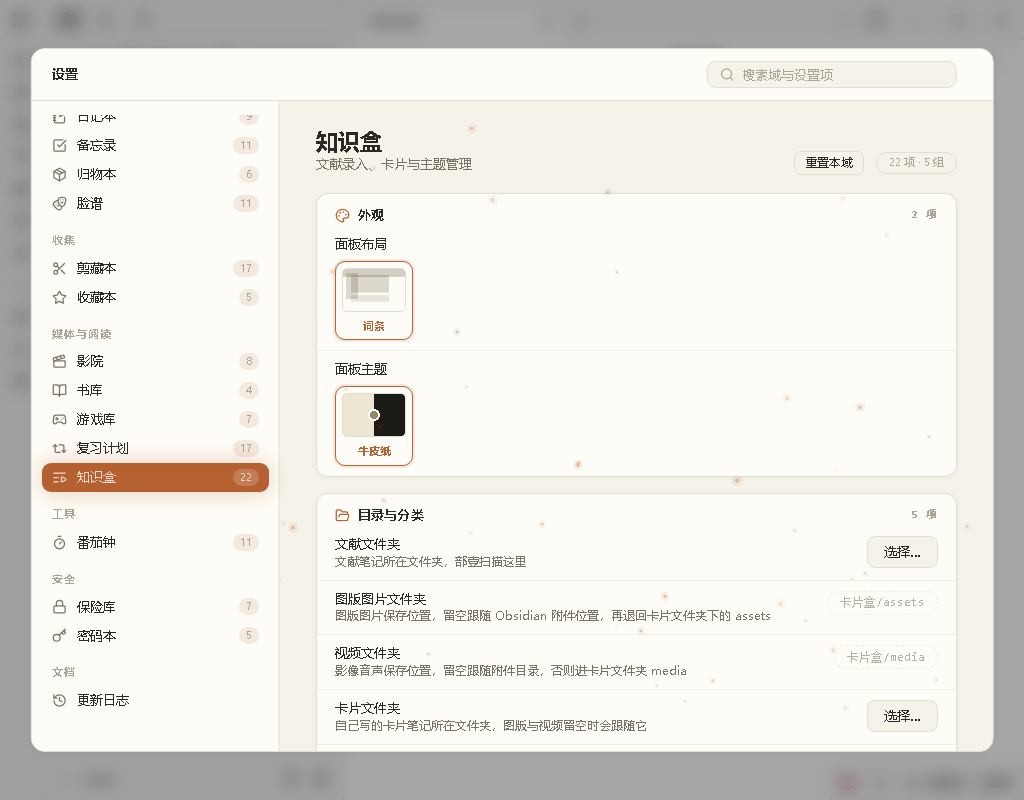 设置
搜索域与设置项
日记本 9
备忘录 11
归物本 6
脸谱 11
收集
剪藏本 17
收藏本 5
媒体与阅读
影院 8
书库 4
游戏库 7
复习计划 17
知识盒 22
工具
番茄钟 11
安全
保险库 7
密码本 5
文档
更新日志
知识盒
文献录入、卡片与主题管理
重置本域
22 项 · 5 组
外观
2 项
面板布局
词条
面板主题
牛皮纸
目录与分类
5 项
文献文件夹
文献笔记所在文件夹，部壹扫描这里
选择...
图版图片文件夹
图版图片保存位置，留空跟随 Obsidian 附件位置，再退回卡片文件夹下的 assets
卡片盒/assets
视频文件夹
影像音声保存位置，留空跟随附件目录，否则进卡片文件夹 media
卡片盒/media
卡片文件夹
自己写的卡片笔记所在文件夹，图版与视频留空时会跟随它
选择...